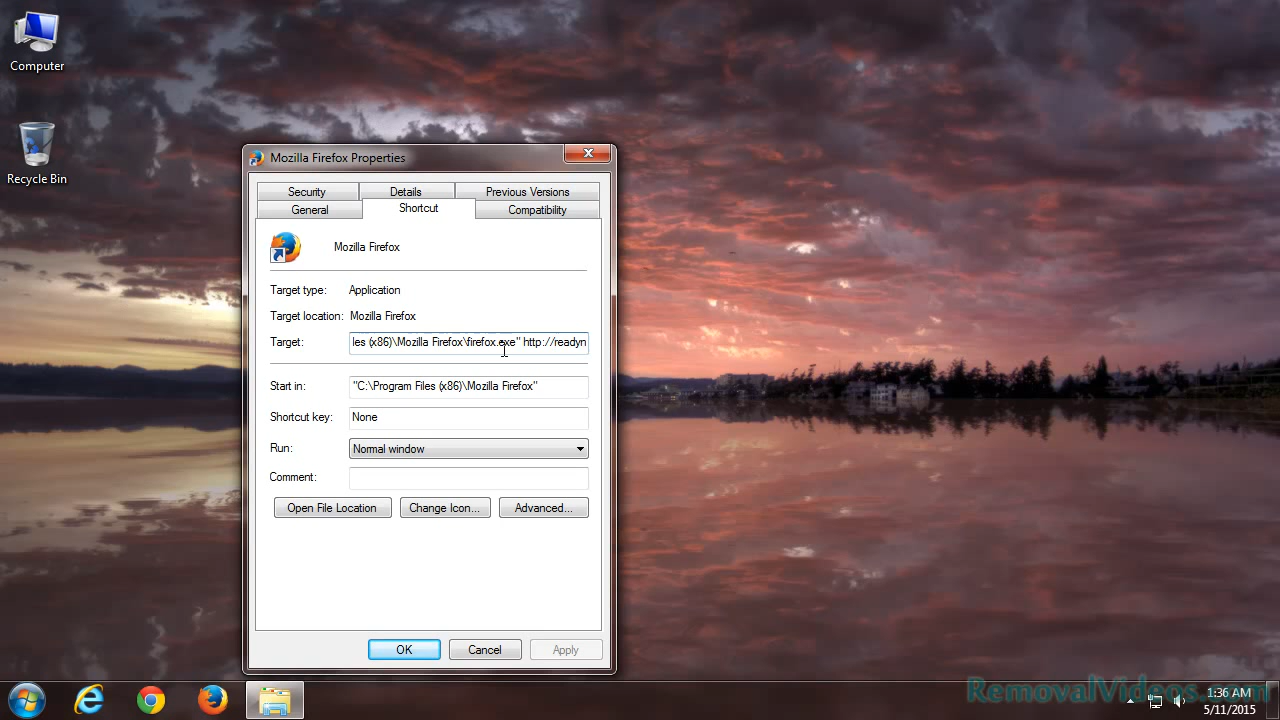 Computer
Recycle Bin
Mozilla Firefox Properties
Security
Details
Previous Versions
General
Shortcut
Compatibility
Mozilla Firefox
Target type: Application
Target location: Mozilla Firefox
Target: les (x86)\Mozilla Firefox\firefox.exe" http://readyn
Start in: "C:\Program Files (x86)\Mozilla Firefox"
Shortcut key: None
Run: Normal window
Comment:
Open File Location
Change Icon...
Advanced...
OK
Cancel
Apply
RemovalVideos.com
1:36 AM
5/11/2015